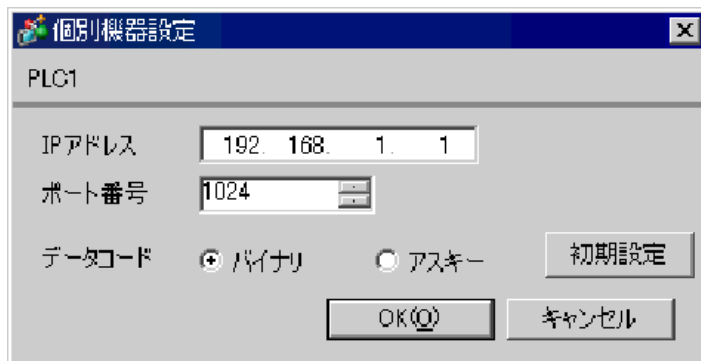 個別機器設定
PLC1
IPアドレス 192. 168. 1. 1
ポート番号 1024
データコード バイナリ アスキー 初期設定
OK(O) キャンセル